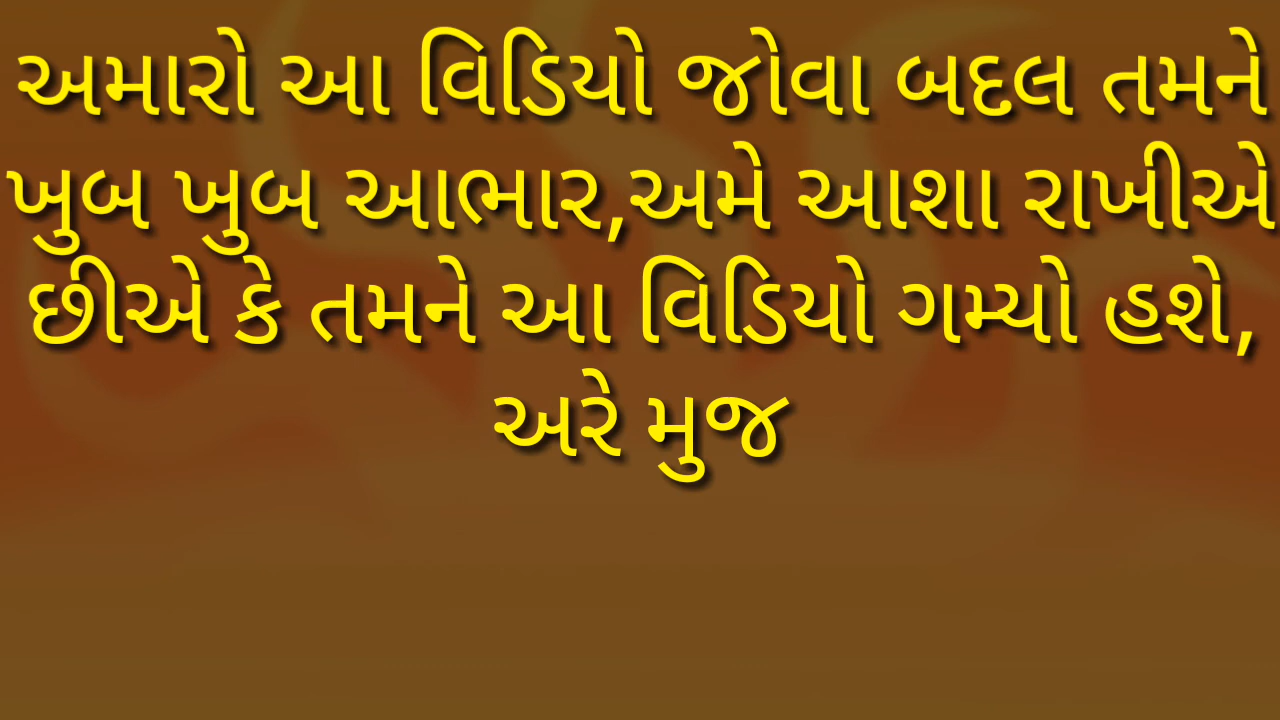 અમારો આ વિડિયો જોવા બદલ તમને
ખુબ ખુબ આભાર,અમે આશા રાખીએ
છીએ કે તમને આ વિડિયો ગમ્યો હશે,
અરે મુજ